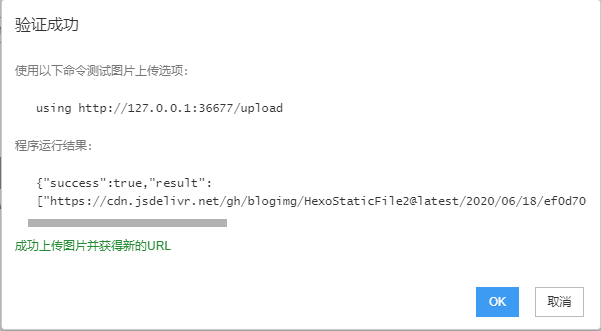 验证成功
使用以下命令测试图片上传选项:
using http://127.0.0.1:36677/upload
程序运行结果:
{"success":true,"result":
["https://cdn.jsdelivr.net/gh/blogimg/HexoStaticFile2@latest/2020/06/18/ef0d70
成功上传图片并获得新的URL
OK
取消